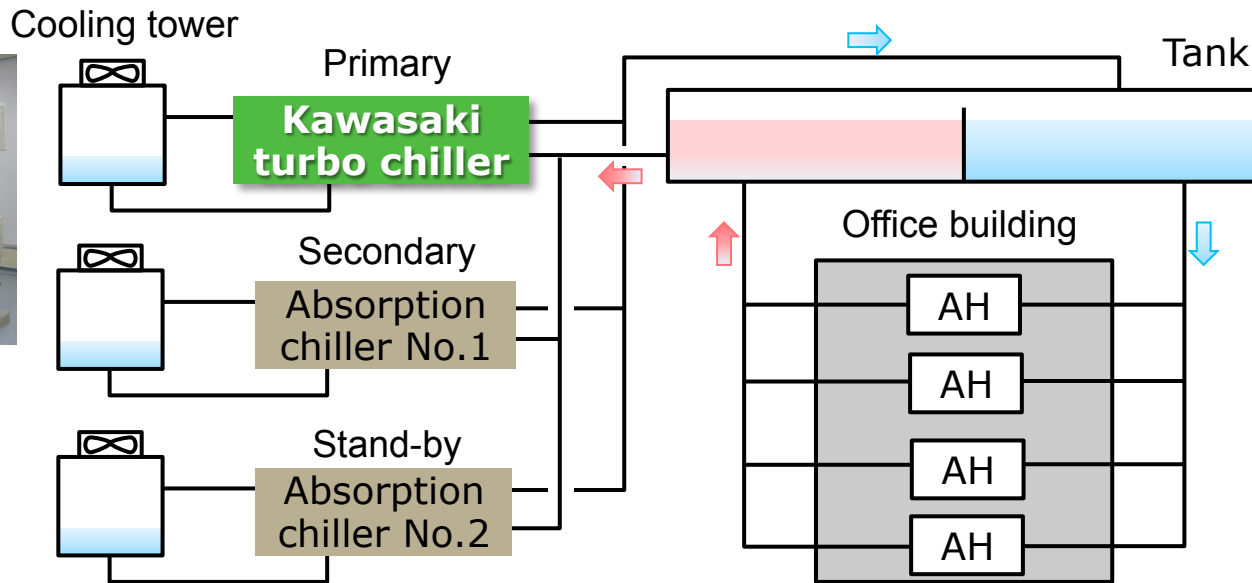 Cooling tower
Primary
Kawasaki
turbo chiller
Tank
Secondary
Absorption
chiller No.1
Stand-by
Absorption
chiller No.2
Office building
AH
AH
AH
AH